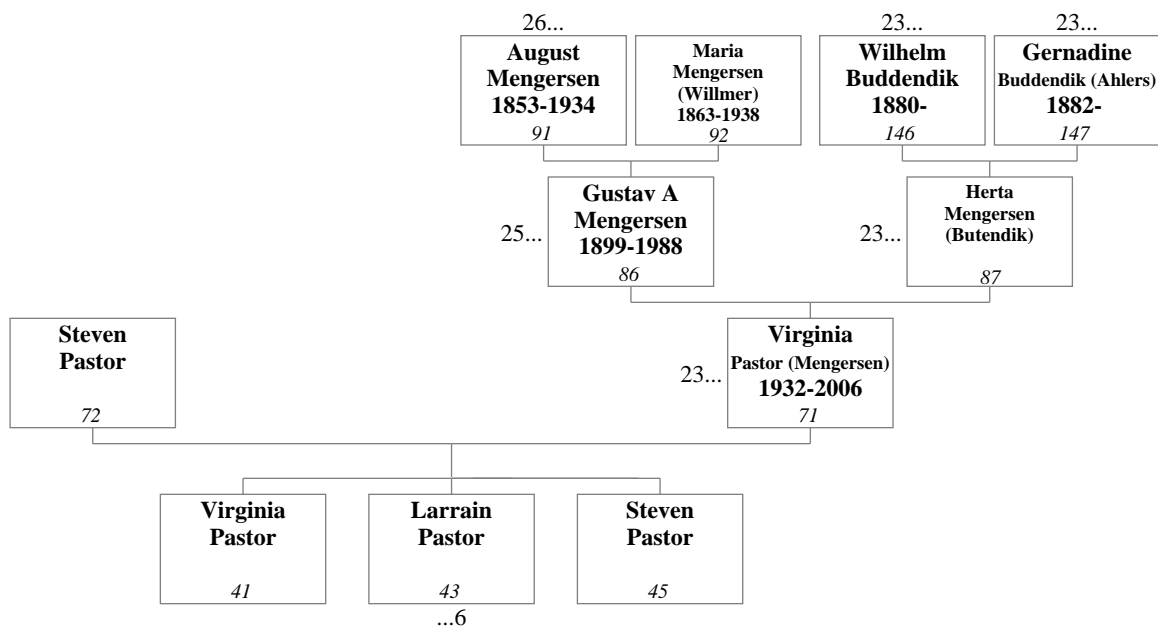 26...
23...
23...
August
Mengersen
1853-1934
91
Maria
Mengersen
(Willmer)
1863-1938
92
Wilhelm
Buddendik
1880-
146
Gernadine
Buddendik (Ahlers)
1882-
147
25...
Gustav A
Mengersen
1899-1988
86
23...
Herta
Mengersen
(Butendik)
87
Steven
Pastor
72
23...
Virginia
Pastor (Mengersen)
1932-2006
71
Virginia
Pastor
41
Larrain
Pastor
43
...6
Steven
Pastor
45